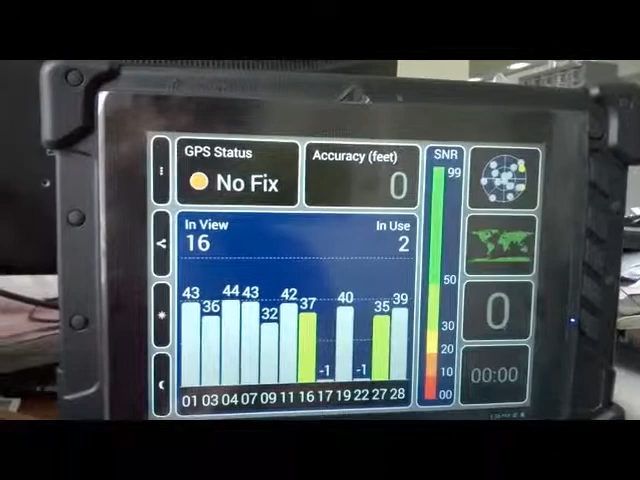 GPS Status
No Fix
Accuracy (feet)
0
SNR
99
50
30
20
10
00
In View
16
In Use
2
43 36 44 43 32 42 37 -1 40 -1 35 39
01 03 04 07 09 11 16 17 19 22 27 28
0
00:00